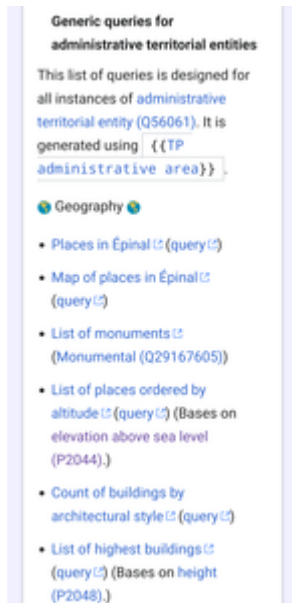 Generic queries for
administrative territorial entities
This list of queries is designed for
all instances of administrative
territorial entity (Q56061). It is
generated using {{TP
administrative area}} .
🌍 Geography 🌍
• Places in Épinal (query)
• Map of places in Épinal
(query)
• List of monuments
(Monumental (Q29167605))
• List of places ordered by
altitude (query) (Bases on
elevation above sea level
(P2044).)
• Count of buildings by
architectural style (query)
• List of highest buildings
(query) (Bases on height
(P2048).)